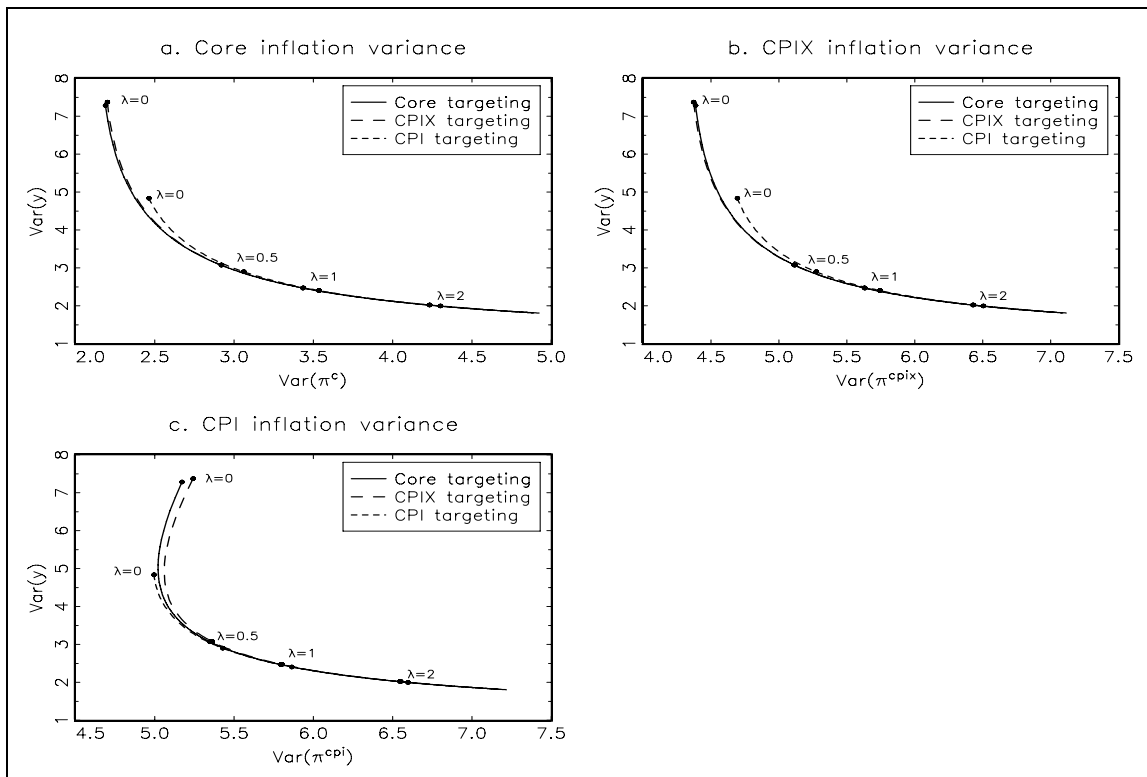 a. Core inflation variance
8
7
6
5
4
3
2
1
Var(y)
λ=0
λ=0
λ=0.5
λ=1
λ=2
Core targeting
CPIX targeting
CPI targeting
2.0 2.5 3.0 3.5 4.0 4.5 5.0
Var(π^c)
b. CPIX inflation variance
8
7
6
5
4
3
2
1
Var(y)
λ=0
λ=0
λ=0.5
λ=1
λ=2
Core targeting
CPIX targeting
CPI targeting
4.0 4.5 5.0 5.5 6.0 6.5 7.0 7.5
Var(π^cpix)
c. CPI inflation variance
8
7
6
5
4
3
2
1
Var(y)
λ=0
λ=0
λ=0.5
λ=1
λ=2
Core targeting
CPIX targeting
CPI targeting
4.5 5.0 5.5 6.0 6.5 7.0 7.5
Var(π^cpi)